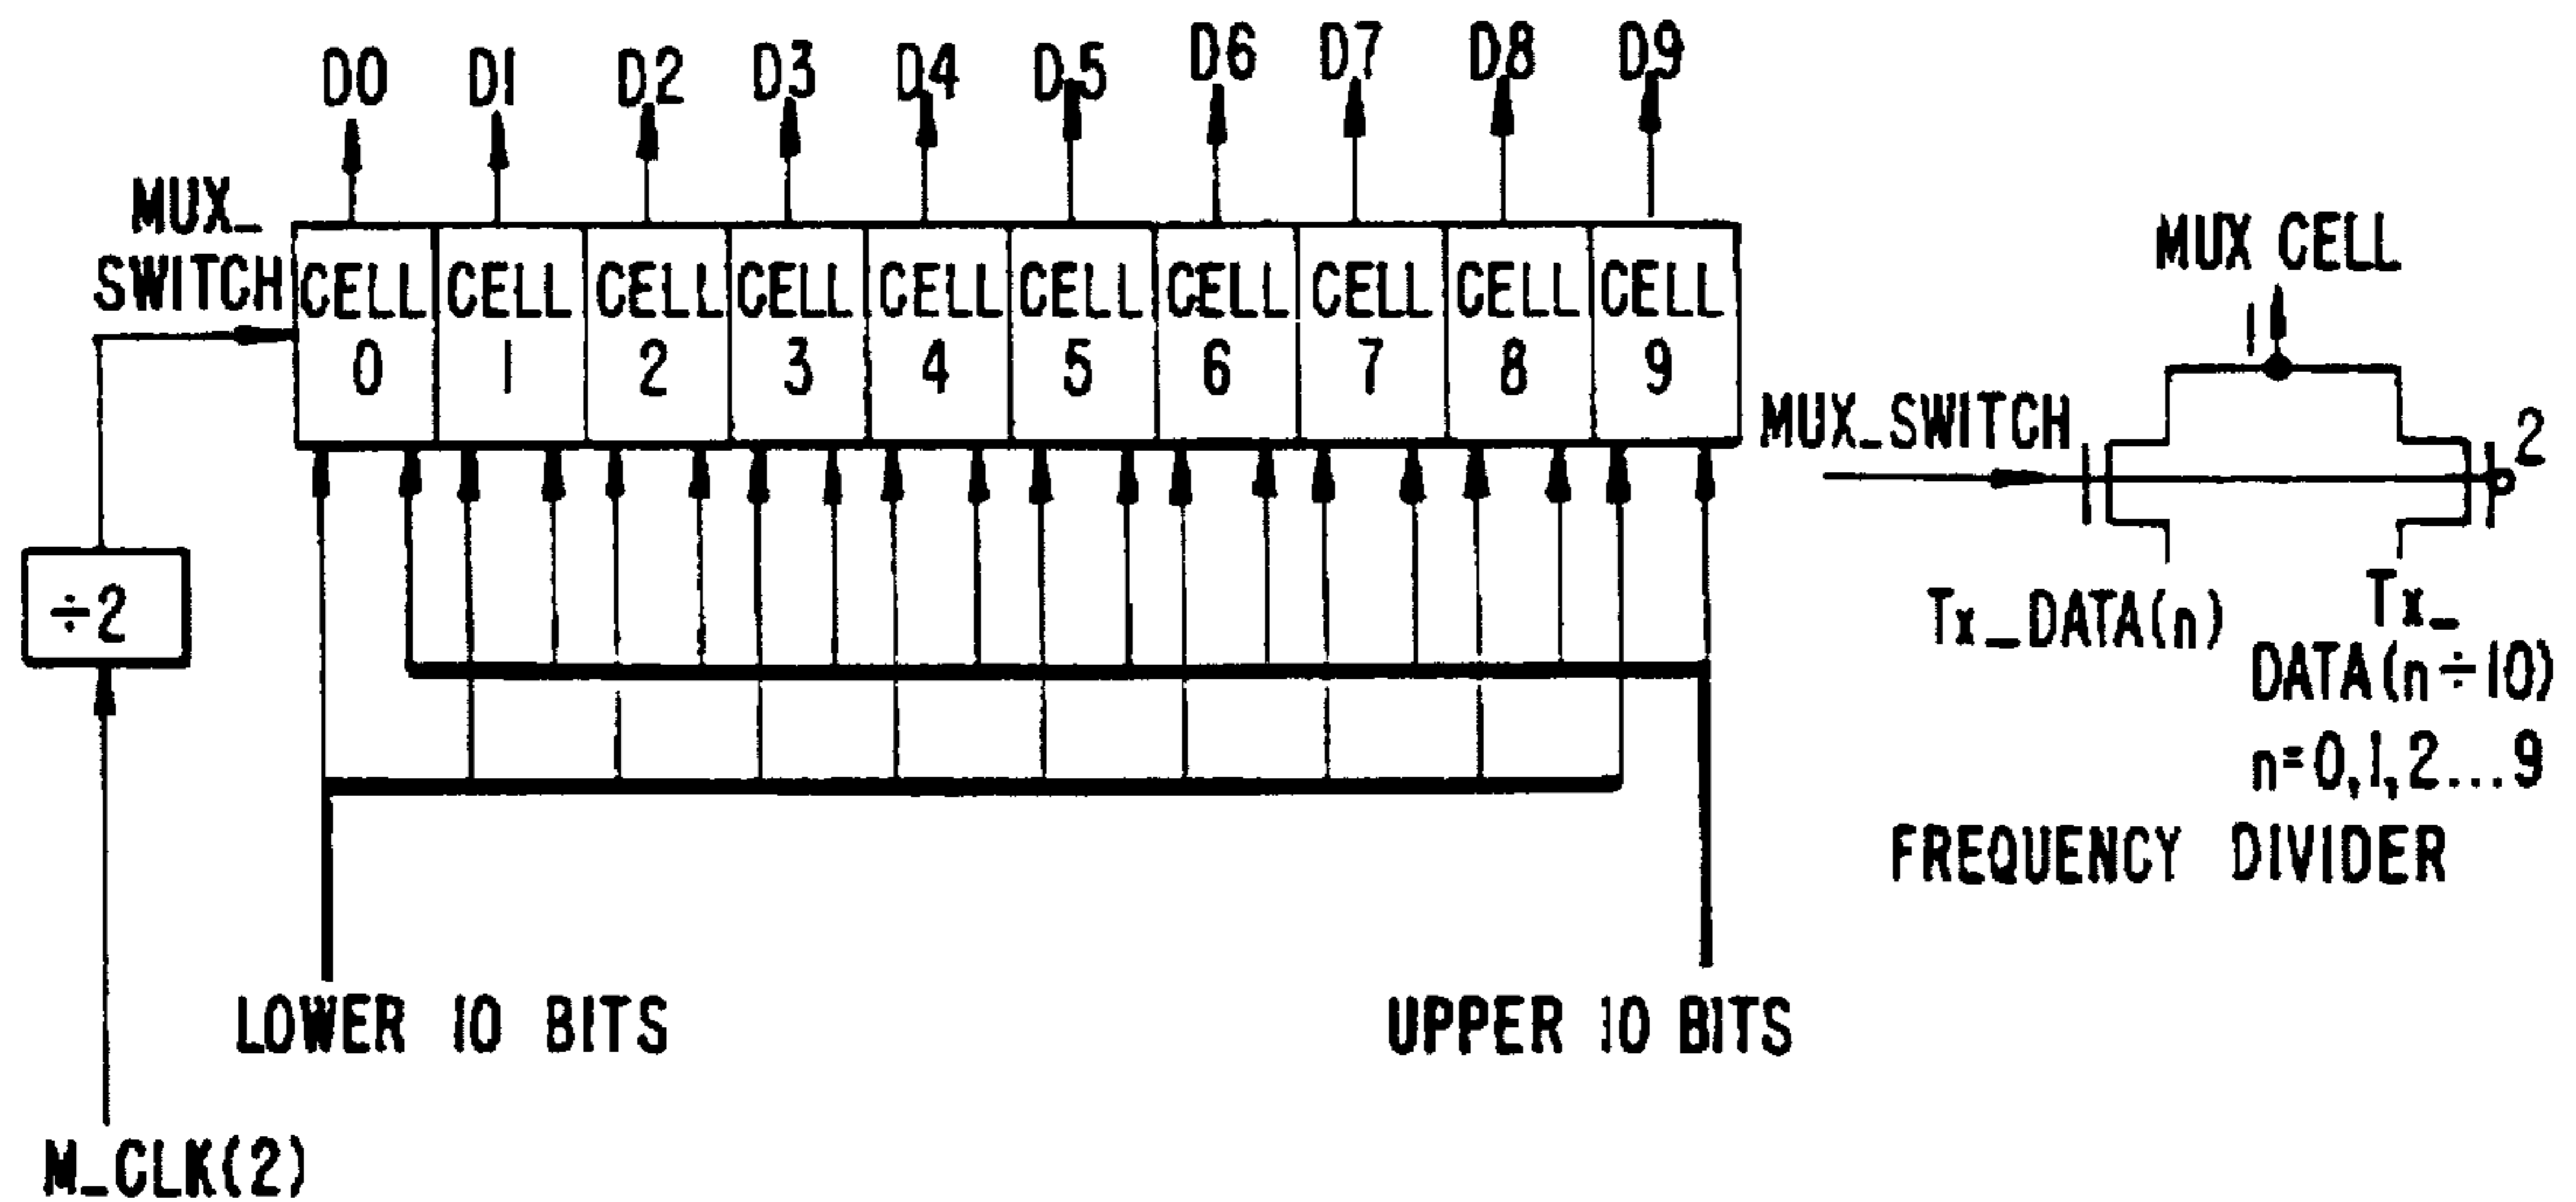 D0 D1 D2 D3 D4 D5 D6 D7 D8 D9
MUX_
SWITCH
CELL CELL CELL CELL CELL CELL CELL CELL CELL CELL
0 1 2 3 4 5 6 7 8 9
÷2
M_CLK(2)
LOWER 10 BITS
UPPER 10 BITS
MUX CELL
1
MUX_SWITCH
2
Tx_DATA(n)
Tx_
DATA(n÷10)
n=0,1,2...9
FREQUENCY DIVIDER